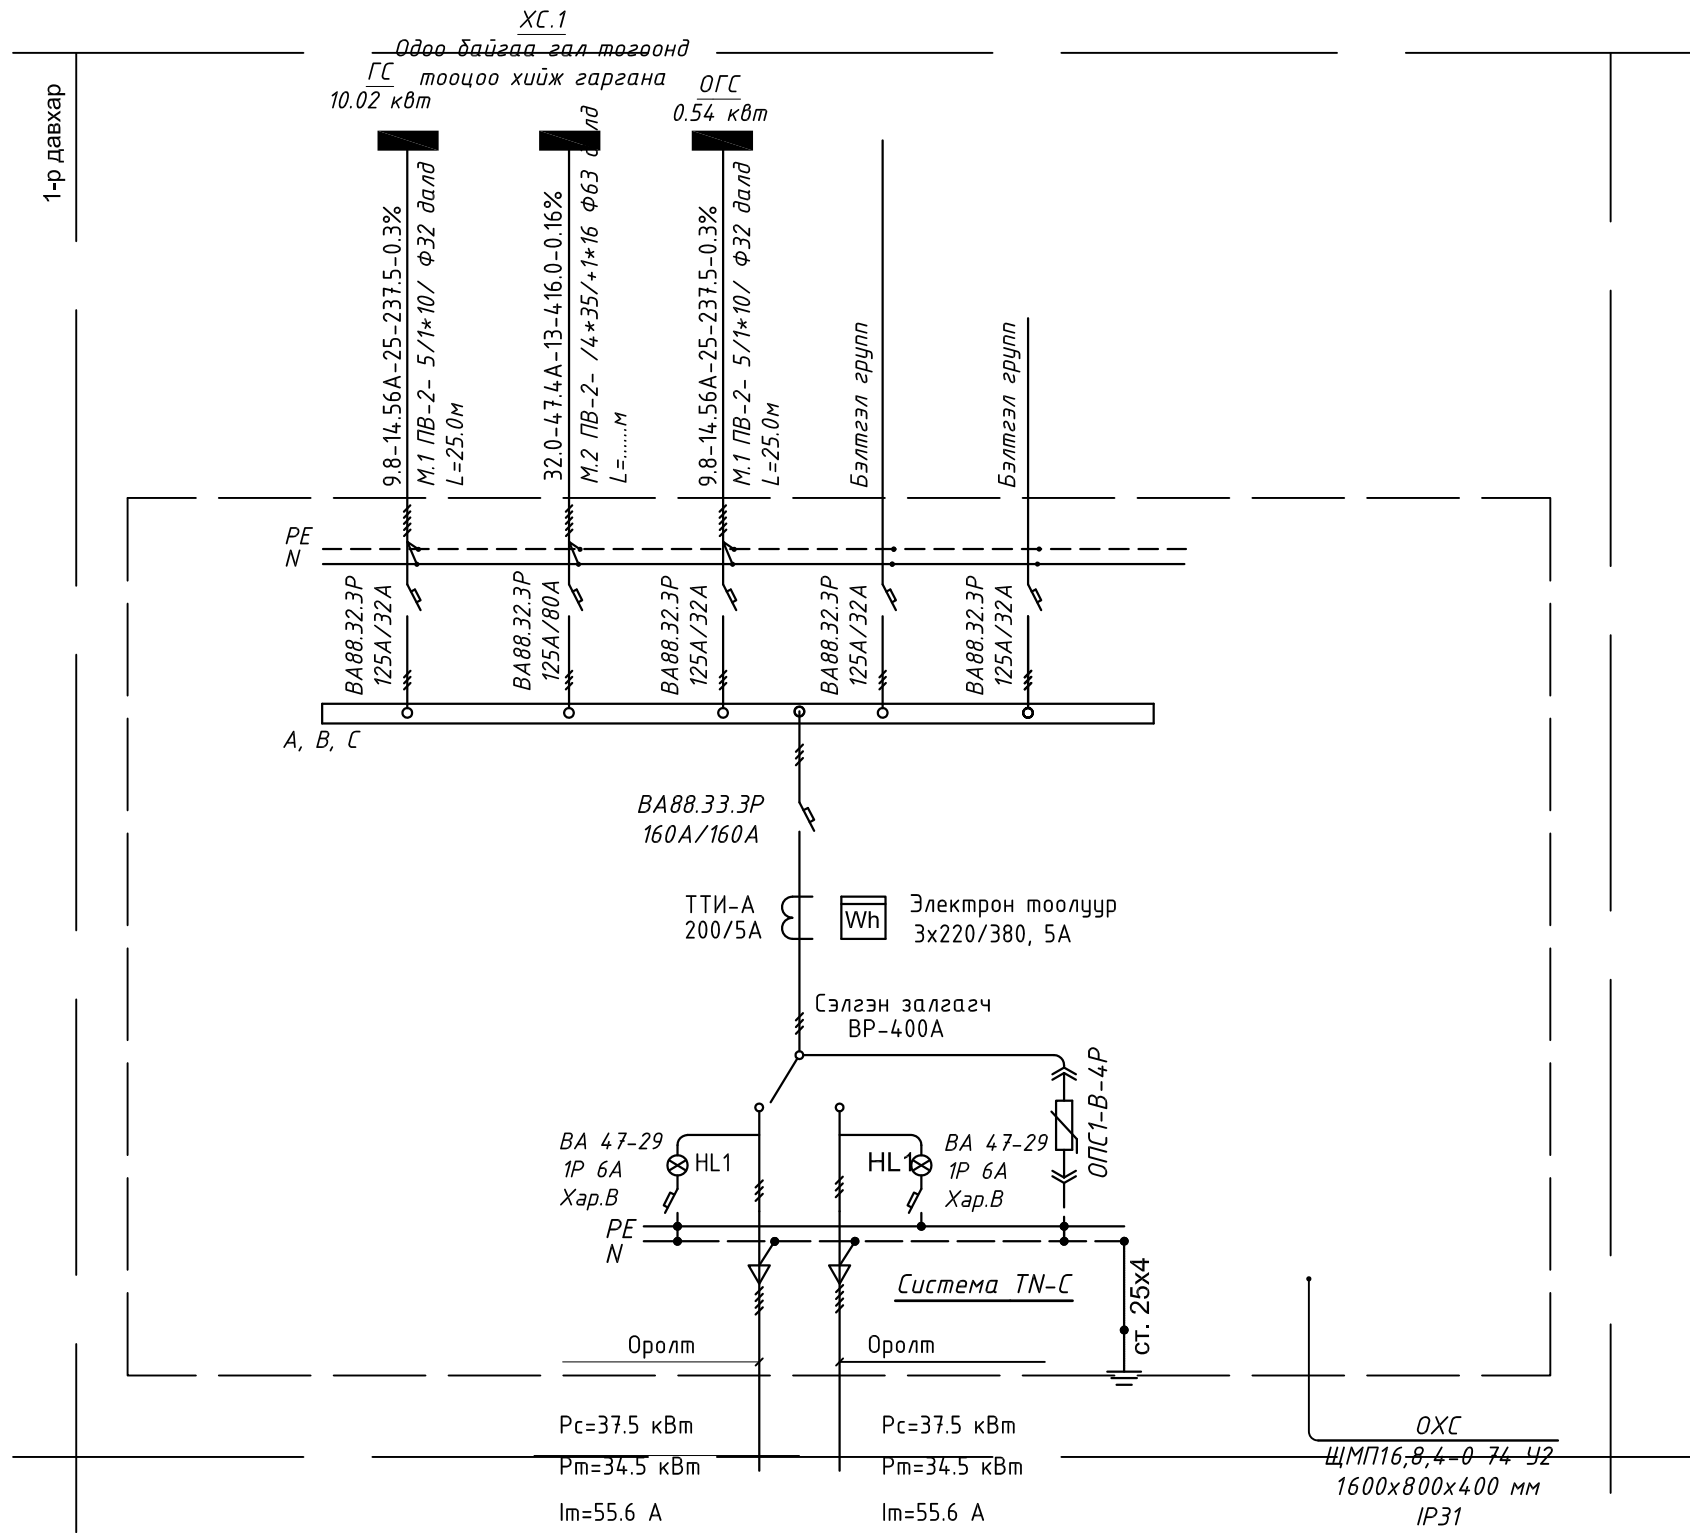 ХС.1
Одоо байгаа гал тогоонд
тооцоо хийж гаргана
ГС
10.02 квт
ОГС
0.54 квт
1-р давхар
9.8-14.56А-25-237.5-0.3%
М.1 ПВ-2- 5/1*10/ Ф32 далд
L=25.0м
32.0-47.4А-13-416.0-0.16%
М.2 ПВ-2- /4*35/+1*16 Ф63 далд
L=......м
9.8-14.56А-25-237.5-0.3%
М.1 ПВ-2- 5/1*10/ Ф32 далд
L=25.0м
Бэлтгэл групп
Бэлтгэл групп
PE
N
ВА88.32.3Р
125А/32А
ВА88.32.3Р
125А/80А
ВА88.32.3Р
125А/32А
ВА88.32.3Р
125А/32А
ВА88.32.3Р
125А/32А
A, B, C
ВА88.33.3Р
160А/160А
ТТИ-А
200/5А
Wh
Электрон тоолуур
3х220/380, 5А
Сэлгэн залгагч
ВР-400А
ОПС1-В-4Р
ВА 47-29
1Р 6А
Хар.В
HL1
HL1
ВА 47-29
1Р 6А
Хар.В
PE
N
Система TN-C
ст. 25х4
Оролт
Оролт
Рс=37.5 кВт
Рт=34.5 кВт
Iт=55.6 А
Рс=37.5 кВт
Рт=34.5 кВт
Iт=55.6 А
ОХС
ЩМП16,8,4-0 74 У2
1600х800х400 мм
IP31